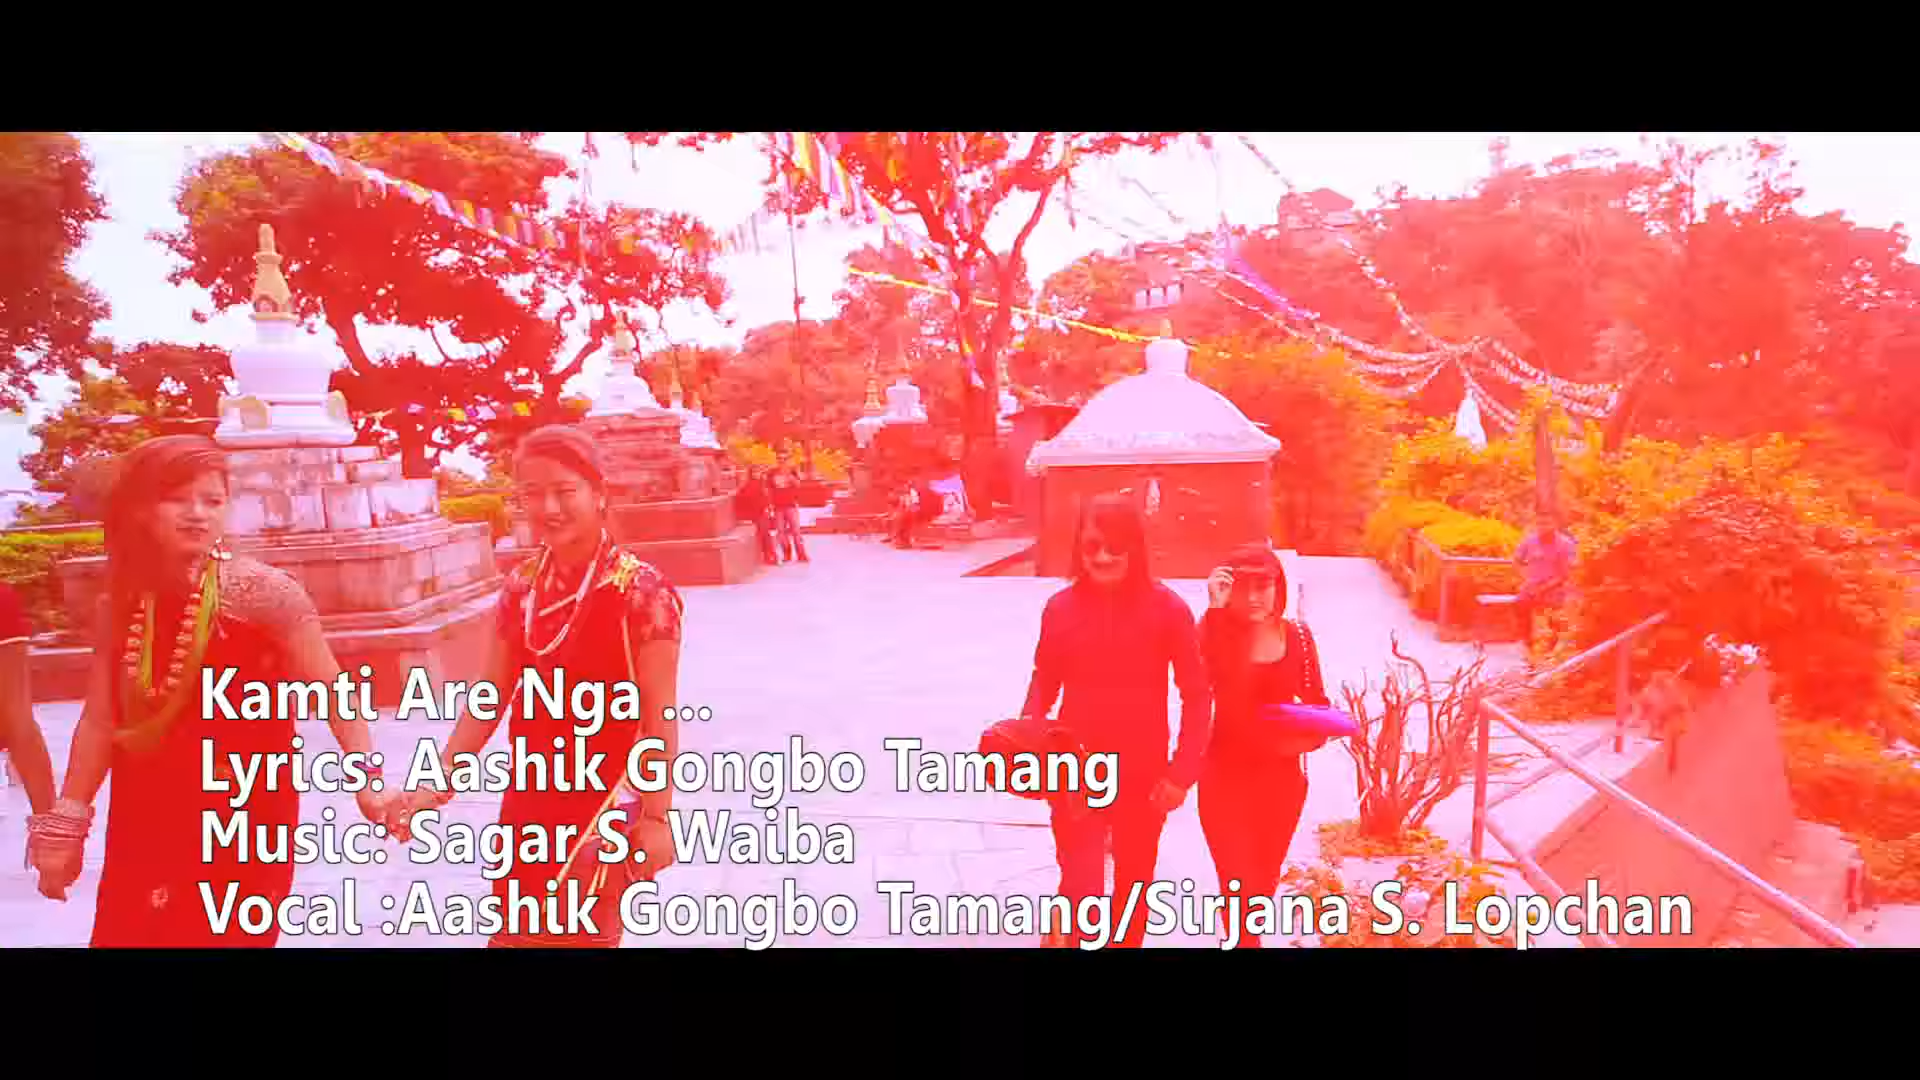 Kamti Are Nga ...
Lyrics: Aashik Gongbo Tamang
Music: Sagar S. Waiba
Vocal :Aashik Gongbo Tamang/Sirjana S. Lopchan